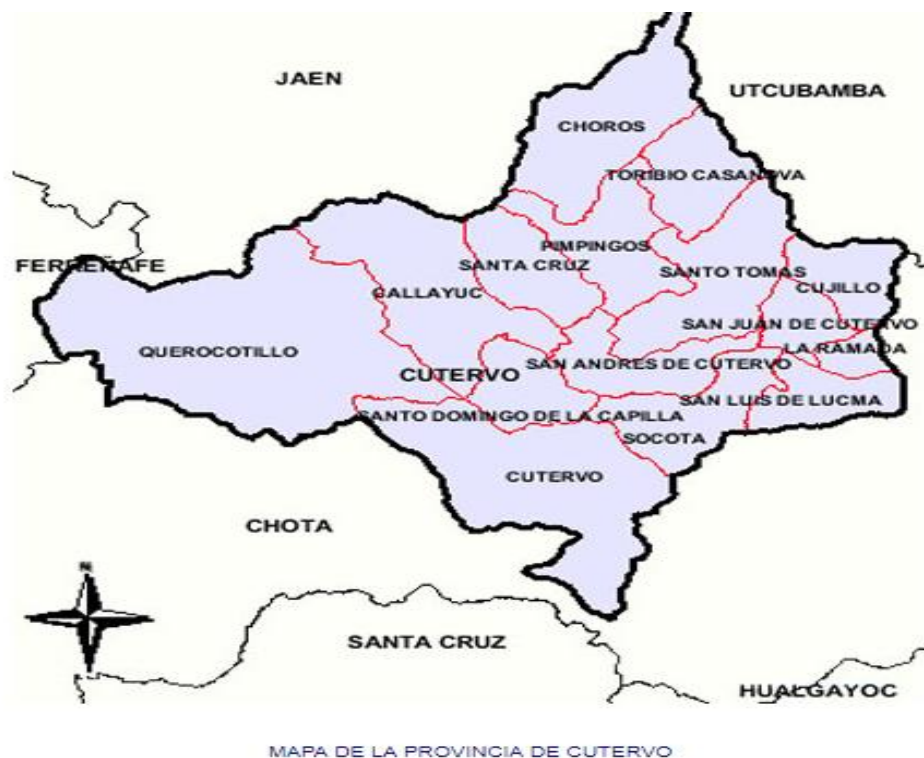 JAEN
UTCUBAMBA
CHOROS
TORIBIO CASANOVA
PIMPINGOS
FERREÑAFE
SANTA CRUZ
SANTO TOMAS
CALLAYUC
CUJILLO
SAN JUAN DE CUTERVO
QUEROCOTILLO
LA RAMADA
SAN ANDRES DE CUTERVO
CUTERVO
SAN LUIS DE LUCMA
SANTO DOMINGO DE LA CAPILLA
SOCOTA
CUTERVO
CHOTA
N
SANTA CRUZ
HUALGAYOC
MAPA DE LA PROVINCIA DE CUTERVO